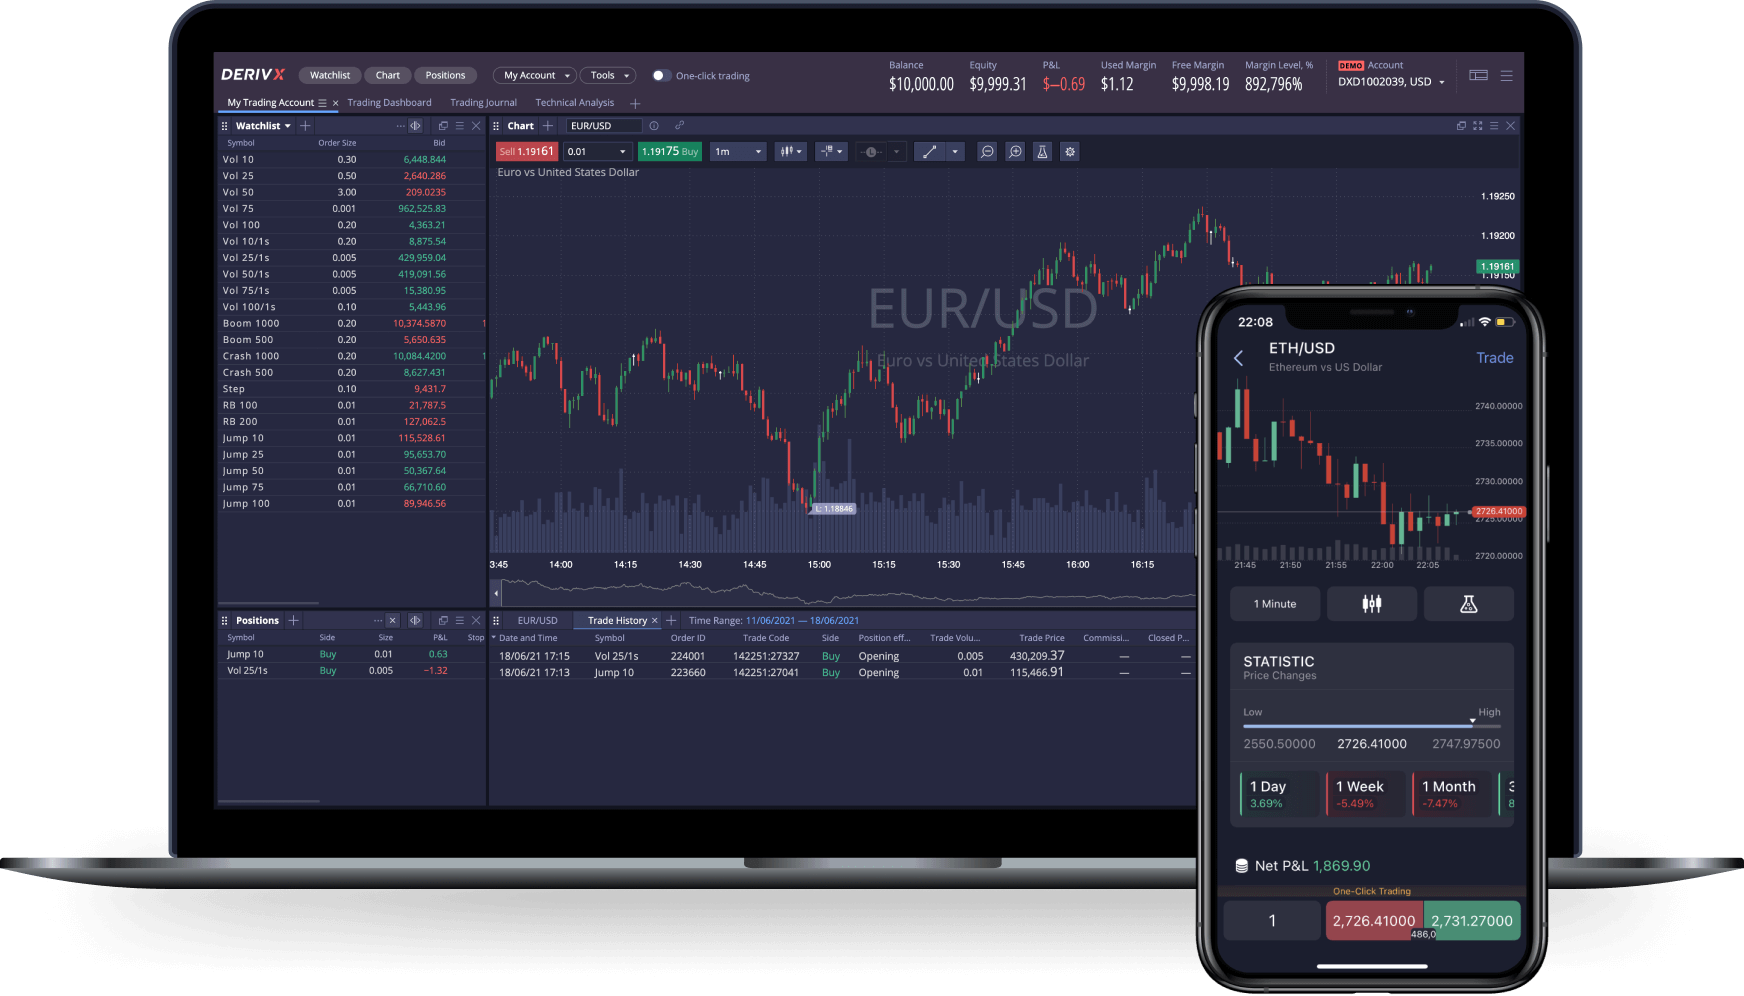 DERIV X Watchlist Chart Positions My Account Tools One-click trading
Balance Equity P&L Used Margin Free Margin Margin Level, % DEMO Account
$10,000.00 $9,999.31 $−0.69 $1.12 $9,998.19 892,796% DXD1002039, USD
My Trading Account Trading Dashboard Trading Journal Technical Analysis
Watchlist
Symbol Order Size Bid
Vol 10 0.30 6,448.844
Vol 25 0.50 2,640.286
Vol 50 3.00 209.0235
Vol 75 0.001 962,525.83
Vol 100 0.20 4,363.21
Vol 10/1s 0.20 8,875.54
Vol 25/1s 0.005 429,959.04
Vol 50/1s 0.005 419,091.56
Vol 75/1s 0.005 15,380.95
Vol 100/1s 0.10 5,443.96
Boom 1000 0.20 10,374.5870 1
Boom 500 0.20 5,650.635
Crash 1000 0.20 10,084.4200 1
Crash 500 0.20 8,627.431
Step 0.10 9,431.7
RB 100 0.01 21,787.5
RB 200 0.01 127,062.5
Jump 10 0.01 115,528.61
Jump 25 0.01 95,653.70
Jump 50 0.01 50,367.64
Jump 75 0.01 66,710.60
Jump 100 0.01 89,946.56
Chart EUR/USD
Sell 1.19161 0.01 1.19175 Buy 1m
Euro vs United States Dollar
1.19250
1.19200
1.19161
1.19150
EUR/USD
Euro vs United States Dollar
L: 1.18846
3:45 14:00 14:15 14:30 14:45 15:00 15:15 15:30 15:45 16:00 16:15
Positions
Symbol Side Size P&L Stop
Jump 10 Buy 0.01 0.63
Vol 25/1s Buy 0.005 −1.32
EUR/USD Trade History Time Range: 11/06/2021 — 18/06/2021
Date and Time Symbol Order ID Trade Code Side Position eff... Trade Volu... Trade Price Commissi... Closed P...
18/06/21 17:15 Vol 25/1s 224001 142251:27327 Buy Opening 0.005 430,209.37 — —
18/06/21 17:13 Jump 10 223660 142251:27041 Buy Opening 0.01 115,466.91 — —
22:08
ETH/USD
Ethereum vs US Dollar
Trade
2740.00000
2735.00000
2730.00000
2726.41000
2725.00000
2720.00000
21:45 21:50 21:55 22:00 22:05
1 Minute
STATISTIC
Price Changes
Low High
2550.50000 2726.41000 2747.97500
1 Day 1 Week 1 Month 3
3.69% -5.49% -7.47% 8
Net P&L 1,869.90
One-Click Trading
1 2,726.41000 2,731.27000
486,0